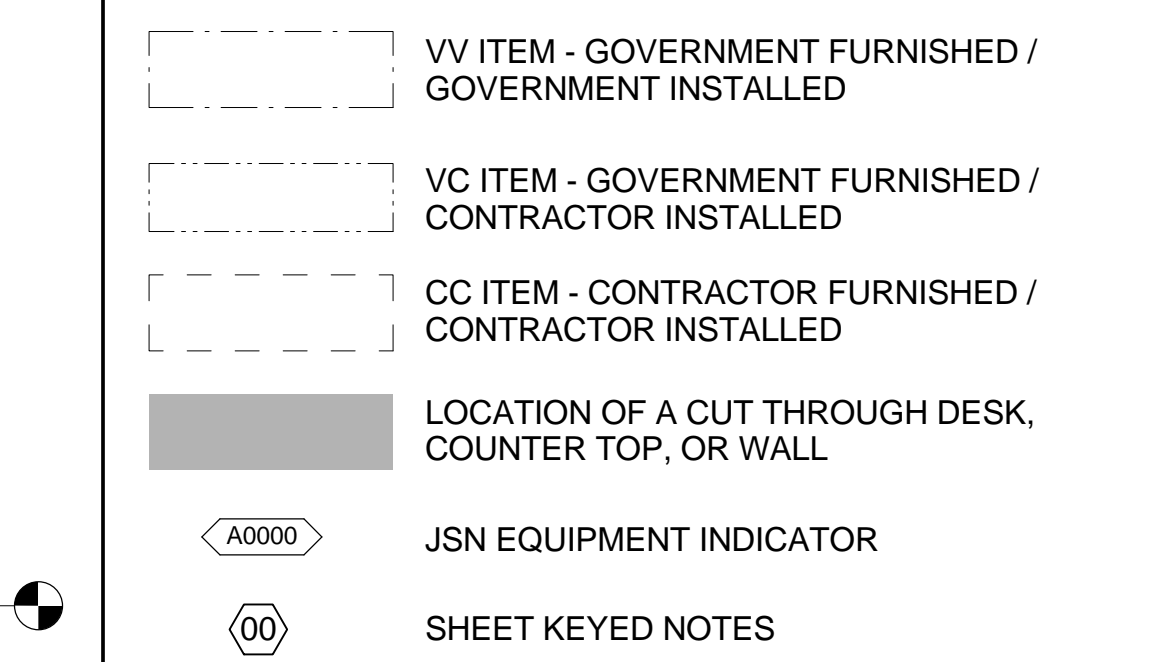 VV ITEM - GOVERNMENT FURNISHED /
GOVERNMENT INSTALLED
VC ITEM - GOVERNMENT FURNISHED /
CONTRACTOR INSTALLED
CC ITEM - CONTRACTOR FURNISHED /
CONTRACTOR INSTALLED
LOCATION OF A CUT THROUGH DESK,
COUNTER TOP, OR WALL
A0000 JSN EQUIPMENT INDICATOR
00 SHEET KEYED NOTES